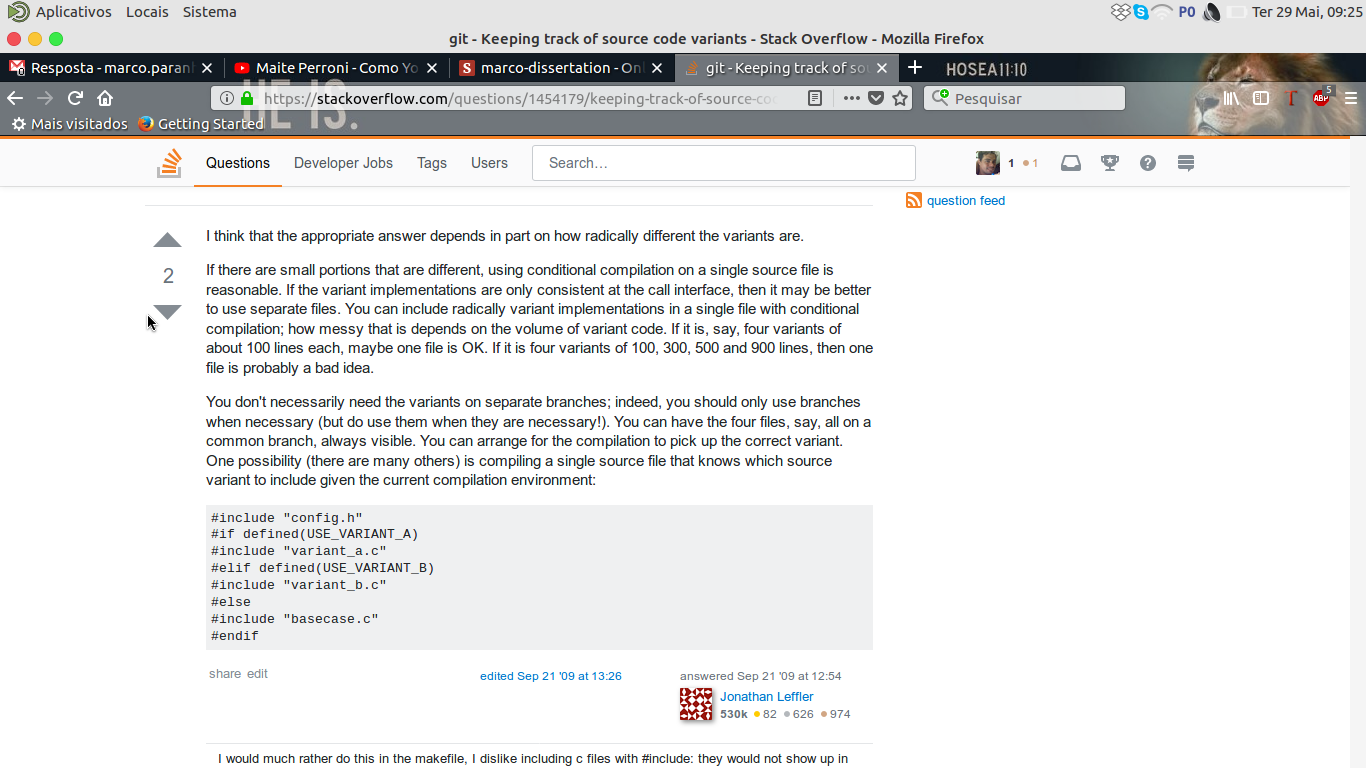 Aplicativos Locais Sistema P0 Ter 29 Mai, 09:25
git - Keeping track of source code variants - Stack Overflow - Mozilla Firefox
Resposta - marco.paran Maite Perroni - Como Yo marco-dissertation - Onl git - Keeping track of so HOSEA 11:10
https://stackoverflow.com/questions/1454179/keeping-track-of-source-co Pesquisar ABP 5
HE IS.
Mais visitados Getting Started
Questions Developer Jobs Tags Users Search... 1 1
question feed
I think that the appropriate answer depends in part on how radically different the variants are.
2
If there are small portions that are different, using conditional compilation on a single source file is
reasonable. If the variant implementations are only consistent at the call interface, then it may be better
to use separate files. You can include radically variant implementations in a single file with conditional
compilation; how messy that is depends on the volume of variant code. If it is, say, four variants of
about 100 lines each, maybe one file is OK. If it is four variants of 100, 300, 500 and 900 lines, then one
file is probably a bad idea.
You don't necessarily need the variants on separate branches; indeed, you should only use branches
when necessary (but do use them when they are necessary!). You can have the four files, say, all on a
common branch, always visible. You can arrange for the compilation to pick up the correct variant.
One possibility (there are many others) is compiling a single source file that knows which source
variant to include given the current compilation environment:
#include "config.h"
#if defined(USE_VARIANT_A)
#include "variant_a.c"
#elif defined(USE_VARIANT_B)
#include "variant_b.c"
#else
#include "basecase.c"
#endif
share edit edited Sep 21 '09 at 13:26 answered Sep 21 '09 at 12:54
Jonathan Leffler
530k 82 626 974
I would much rather do this in the makefile, I dislike including c files with #include: they would not show up in